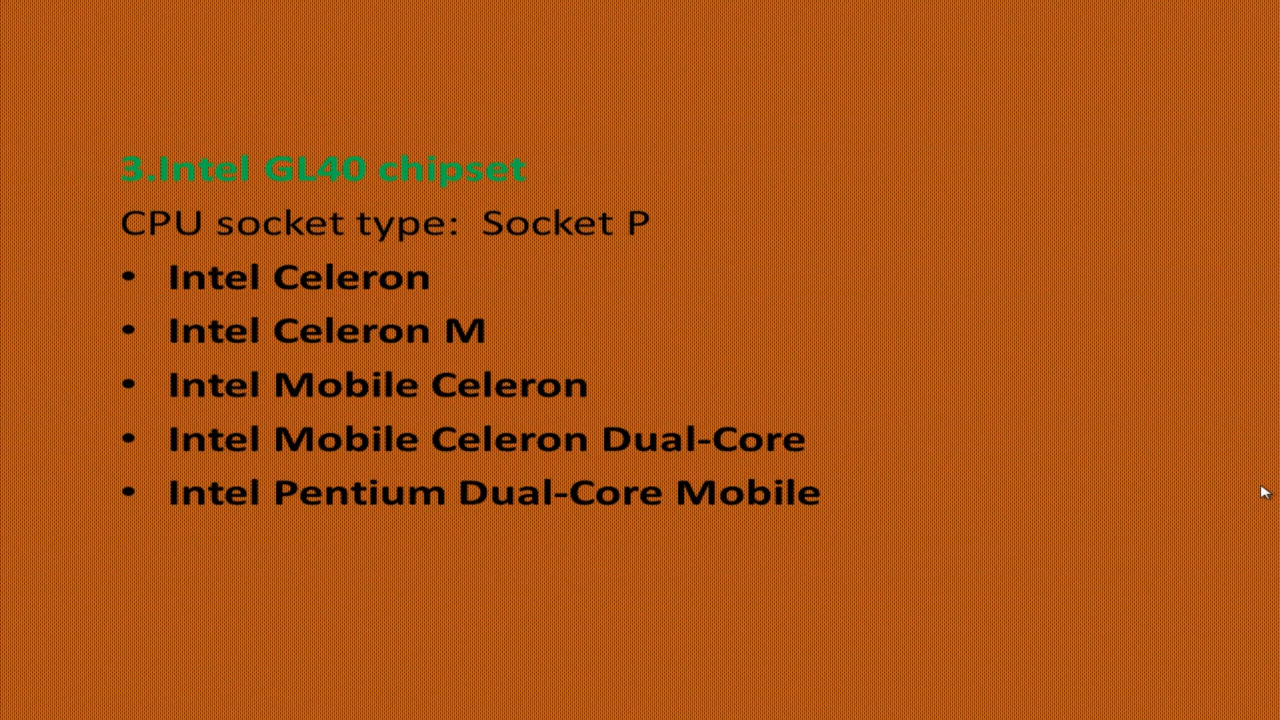 3.Intel GL40 chipset
CPU socket type:  Socket P
• Intel Celeron
• Intel Celeron M
• Intel Mobile Celeron
• Intel Mobile Celeron Dual-Core
• Intel Pentium Dual-Core Mobile